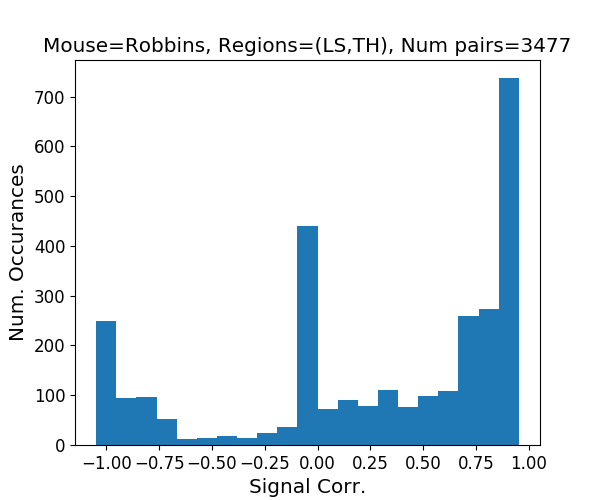 Mouse=Robbins, Regions=(LS,TH), Num pairs=3477
Num. Occurances
700
600
500
400
300
200
100
0
−1.00 −0.75 −0.50 −0.25 0.00 0.25 0.50 0.75 1.00
Signal Corr.